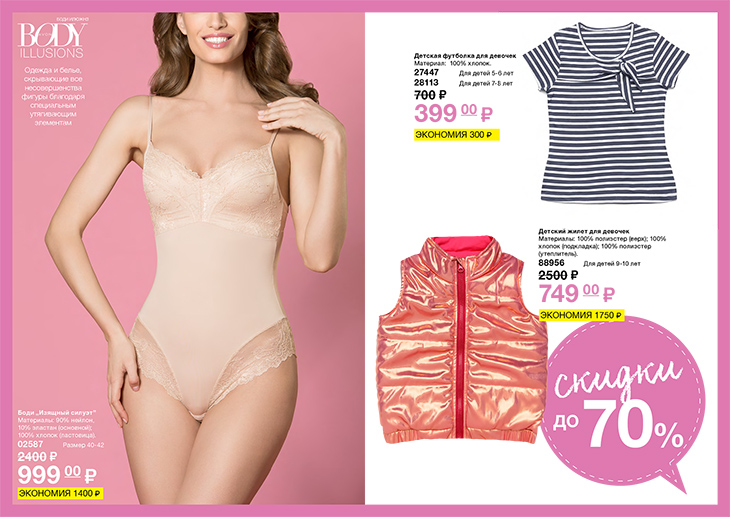 BODY ИЛЛЮЖН
BODY
ILLUSIONS
Одежда и белье,
скрывающие все
несовершенства
фигуры благодаря
специальным
утягивающим
элементам
Боди „Изящный силуэт"
Материалы: 90% нейлон,
10% эластан (основной);
100% хлопок (ластовица).
02587 Размер 40-42
2400 ₽
999 00 ₽
ЭКОНОМИЯ 1400 ₽
Детская футболка для девочек
Материал: 100% хлопок.
27447 Для детей 5-6 лет
28113 Для детей 7-8 лет
700 ₽
399 00 ₽
ЭКОНОМИЯ 300 ₽
Детский жилет для девочек
Материалы: 100% полиэстер (верх); 100%
хлопок (подкладка); 100% полиэстер
(утеплитель).
88956 Для детей 9-10 лет
2500 ₽
749 00 ₽
ЭКОНОМИЯ 1750 ₽
скидки
до 70%